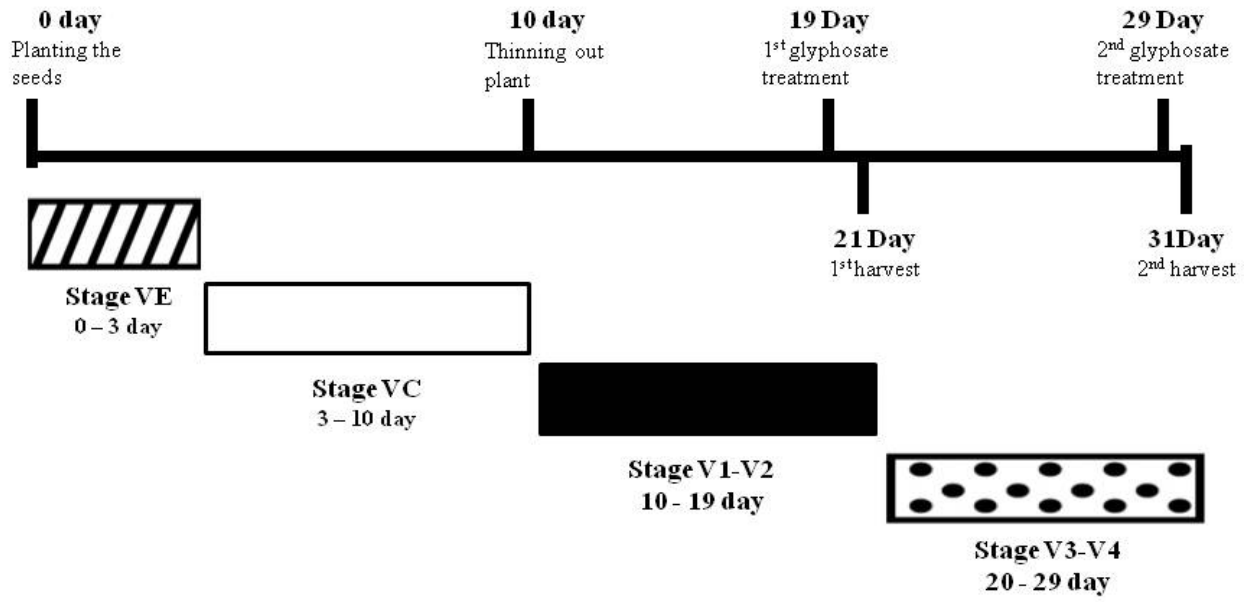 0 day
Planting the
seeds
10 day
Thinning out
plant
19 Day
1st glyphosate
treatment
29 Day
2nd glyphosate
treatment
21 Day
1st harvest
31Day
2nd harvest
Stage VE
0 – 3 day
Stage VC
3 – 10 day
Stage V1-V2
10 - 19 day
Stage V3-V4
20 - 29 day